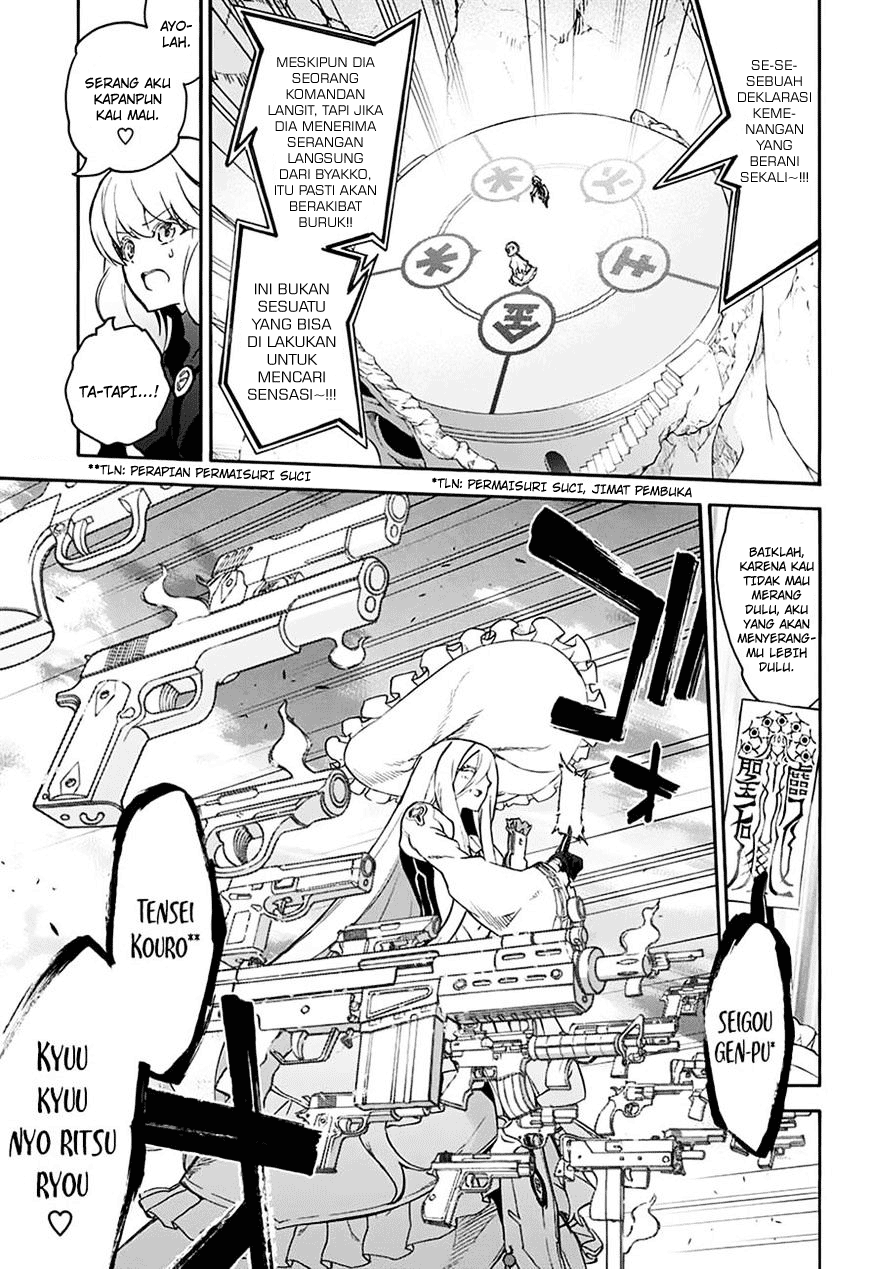 SE-SE-
SEBUAH
DEKLARASI
KEME-
NANGAN
YANG
BERANI
SEKALI~!!!
MESKIPUN DIA
SEORANG
KOMANDAN
LANGIT, TAPI JIKA
DIA MENERIMA
SERANGAN
LANGSUNG
DARI BYAKKO,
ITU PASTI AKAN
BERAKIBAT
BURUK!!
INI BUKAN
SESUATU
YANG BISA
DI LAKUKAN
UNTUK
MENCARI
SENSASI~!!!
AYO-
LAH.
SERANG AKU
KAPANPUN
KAU MAU.
♡
TA-TAPI...!
**TLN: PERAPIAN PERMAISURI SUCI
*TLN: PERMAISURI SUCI, JIMAT PEMBUKA
BAIKLAH,
KARENA KAU
TIDAK MAU
MERANG
DULU, AKU
YANG AKAN
MENYERANG-
MU LEBIH
DULU.
SEIGOU
GEN-PU*
TENSEI
KOURO**
KYUU
KYUU
NYO RITSU
RYOU
♡